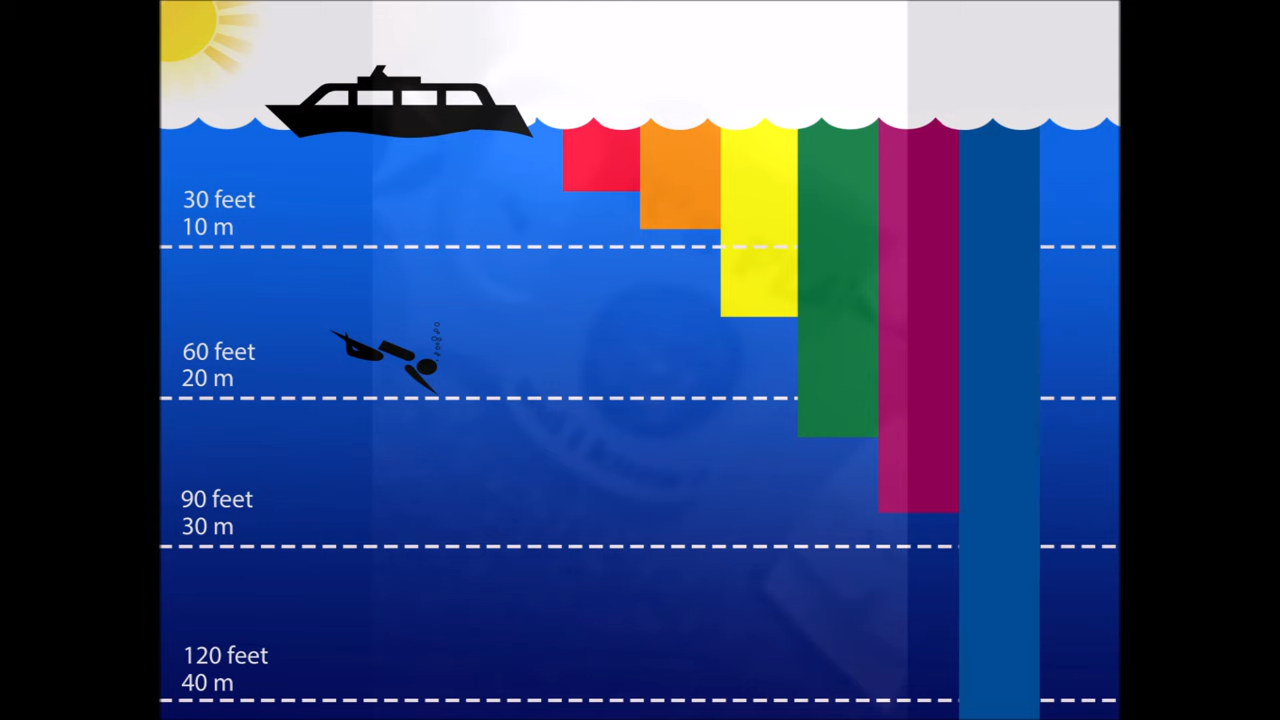 30 feet
10 m
60 feet
20 m
90 feet
30 m
120 feet
40 m